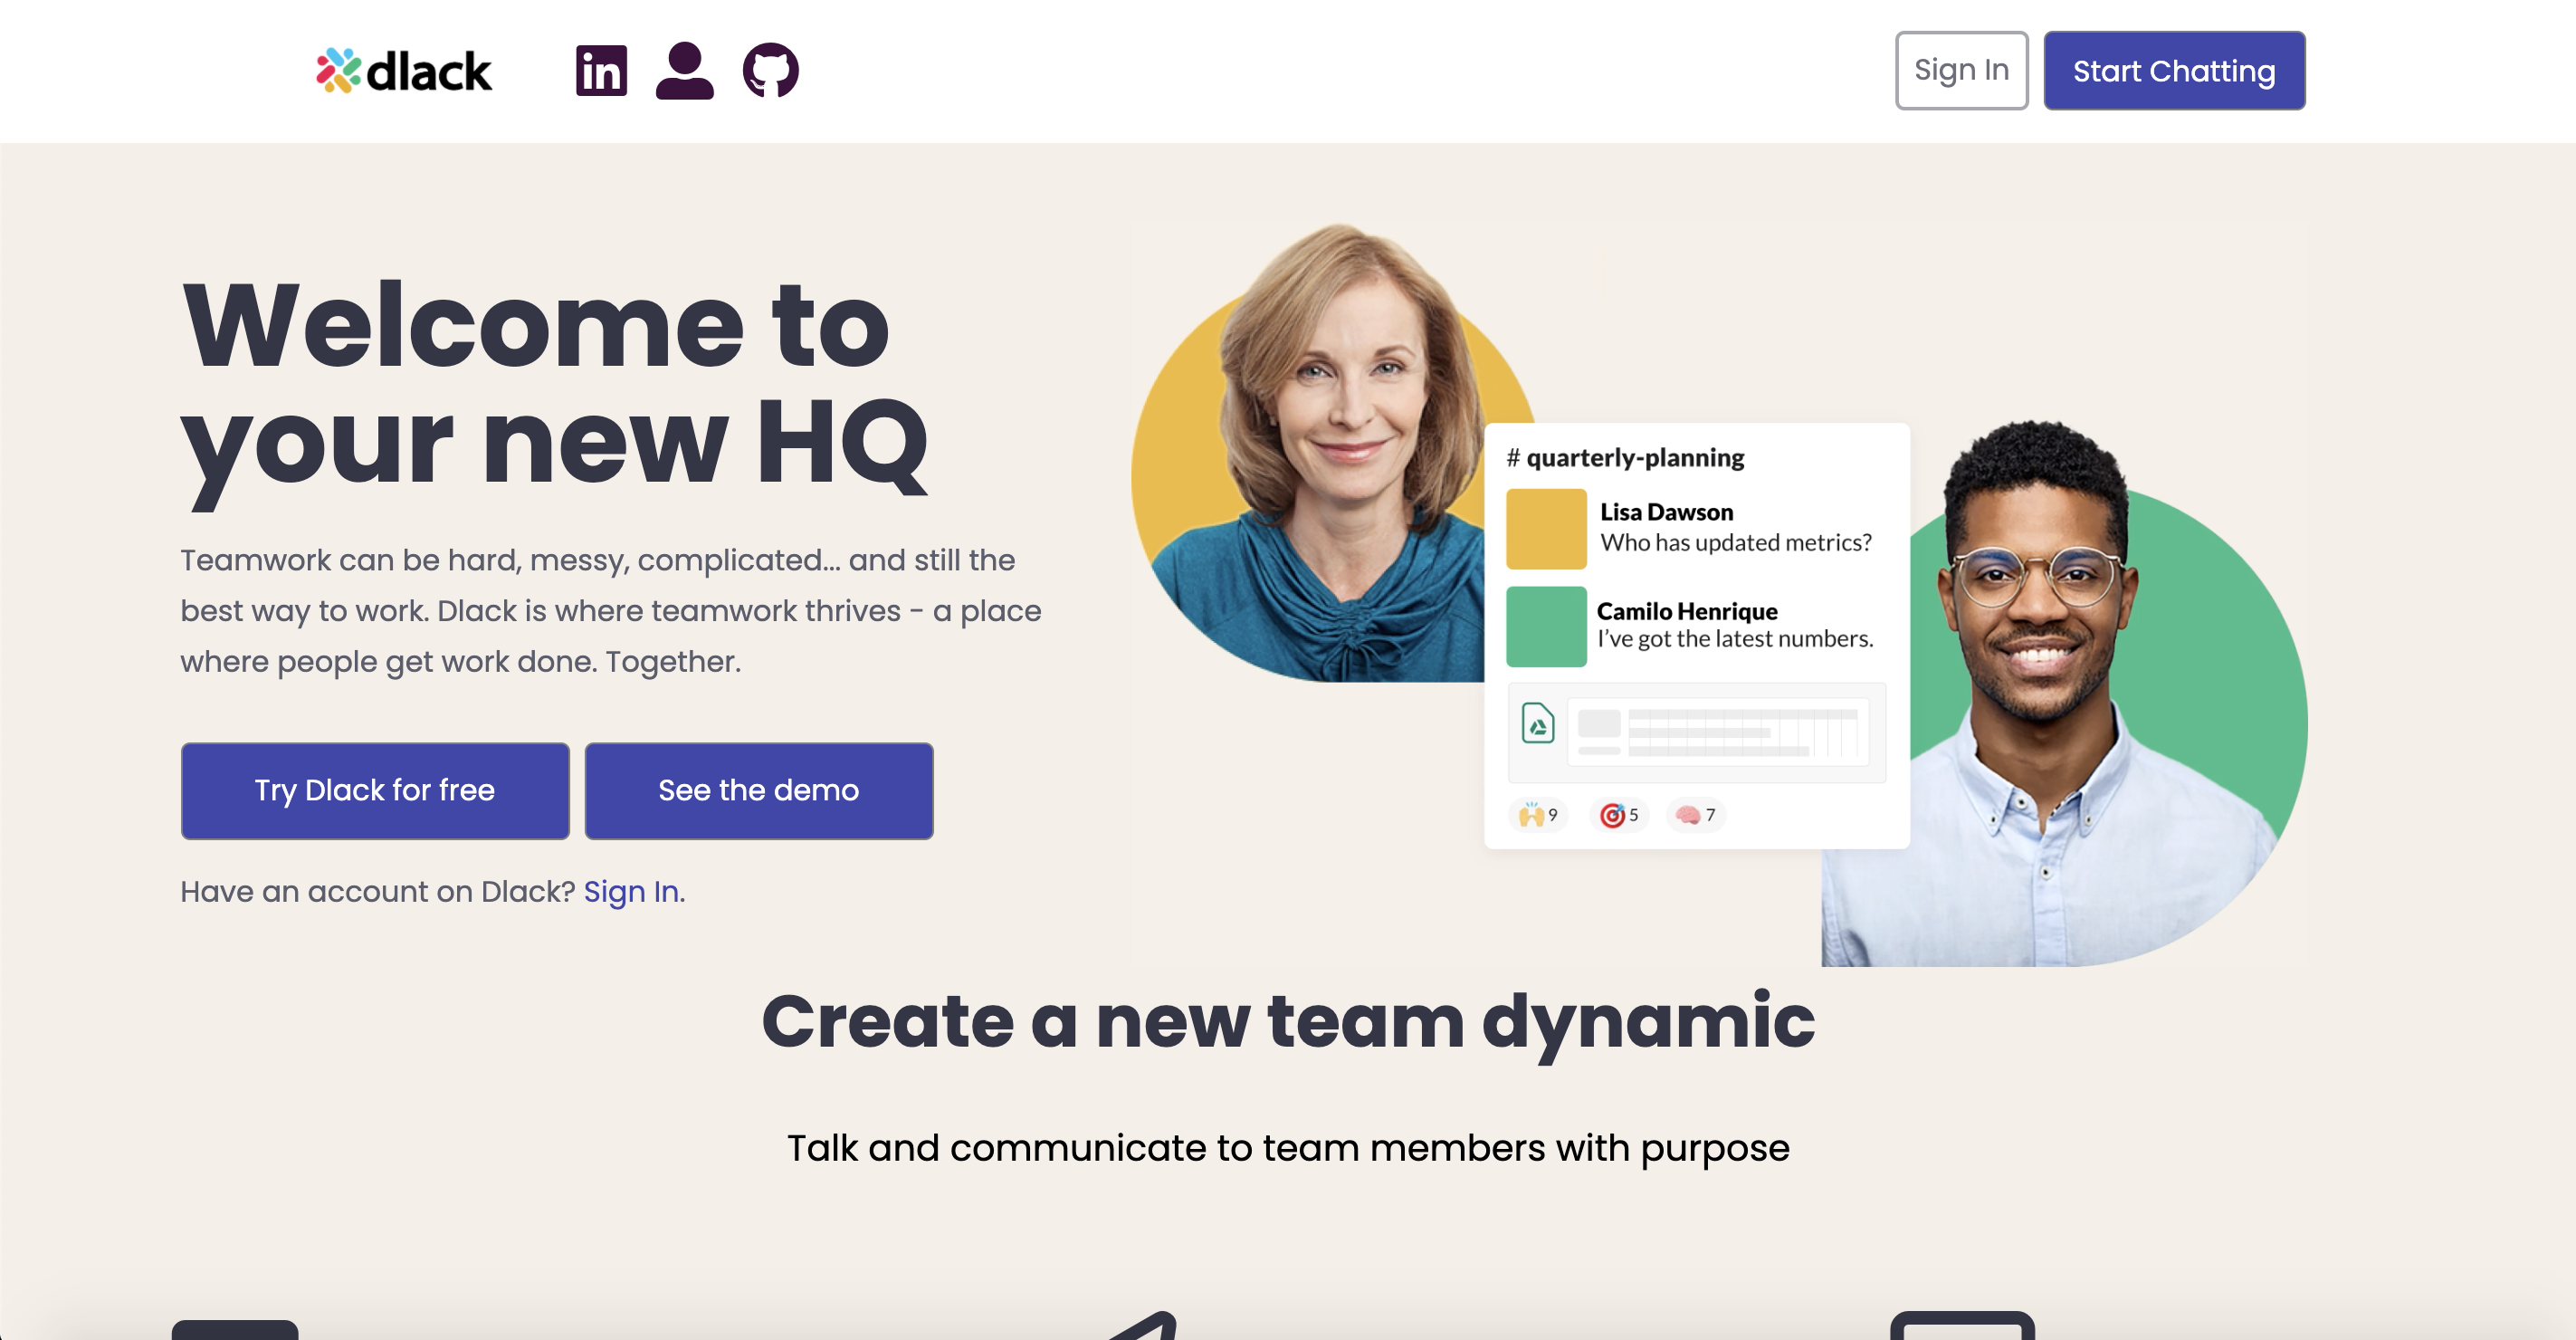 dlack
in
Sign In
Start Chatting
Welcome to
your new HQ
Teamwork can be hard, messy, complicated... and still the
best way to work. Dlack is where teamwork thrives - a place
where people get work done. Together.
Try Dlack for free
See the demo
Have an account on Dlack? Sign In.
# quarterly-planning
Lisa Dawson
Who has updated metrics?
Camilo Henrique
I've got the latest numbers.
9
5
7
Create a new team dynamic
Talk and communicate to team members with purpose